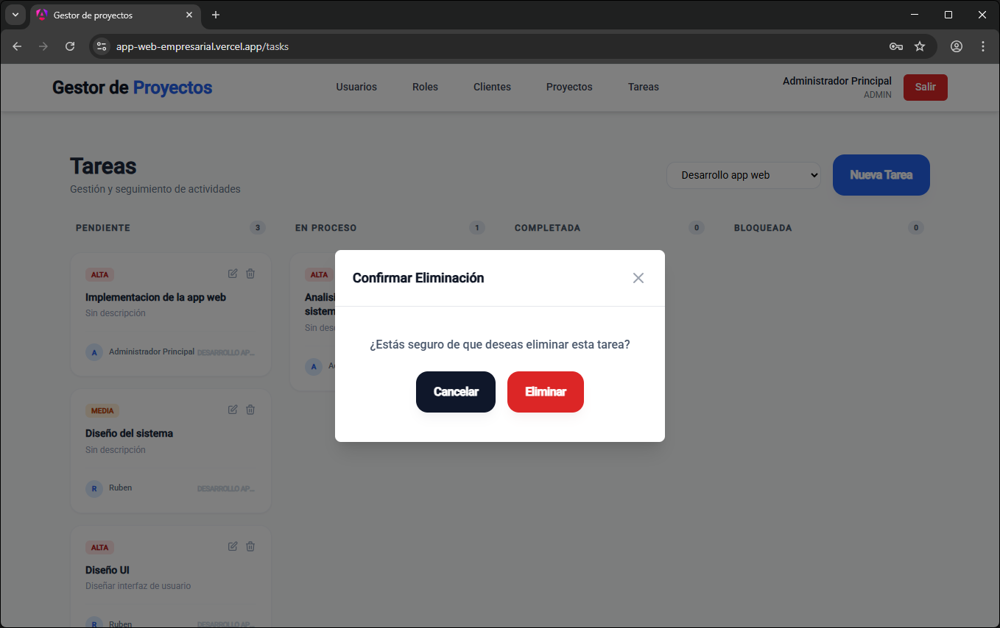 Gestor de proyectos
app-web-empresarial.vercel.app/tasks
Gestor de Proyectos
Usuarios
Roles
Clientes
Proyectos
Tareas
Administrador Principal
ADMIN
Salir
Tareas
Gestión y seguimiento de actividades
Desarrollo app web
Nueva Tarea
PENDIENTE
3
EN PROCESO
1
COMPLETADA
0
BLOQUEADA
0
ALTA
Implementacion de la app web
Sin descripción
A
Administrador Principal
DESARROLLO AP...
MEDIA
Diseño del sistema
Sin descripción
R
Ruben
DESARROLLO AP...
ALTA
Diseño UI
Diseñar interfaz de usuario
R
Ruben
DESARROLLO AP...
ALTA
Analisi
sistem
Sin des
A
Confirmar Eliminación
¿Estás seguro de que deseas eliminar esta tarea?
Cancelar
Eliminar